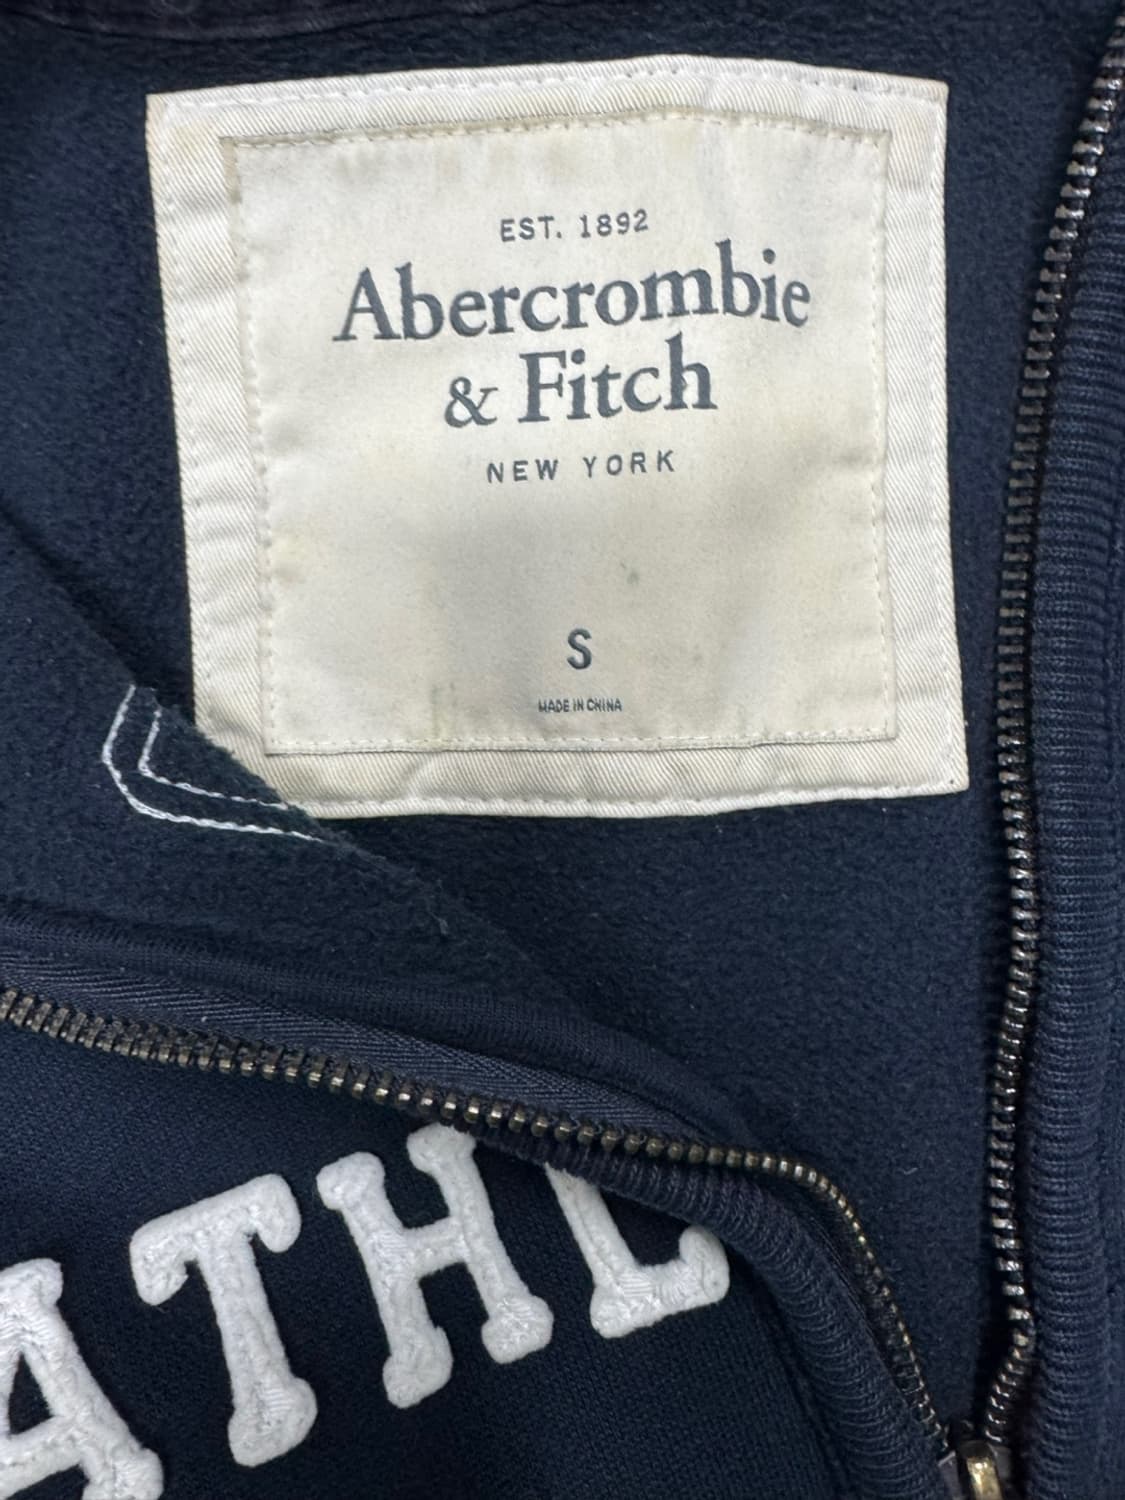 EST. 1892
Abercrombie
& Fitch
NEW YORK
S
MADE IN CHINA
ATHL